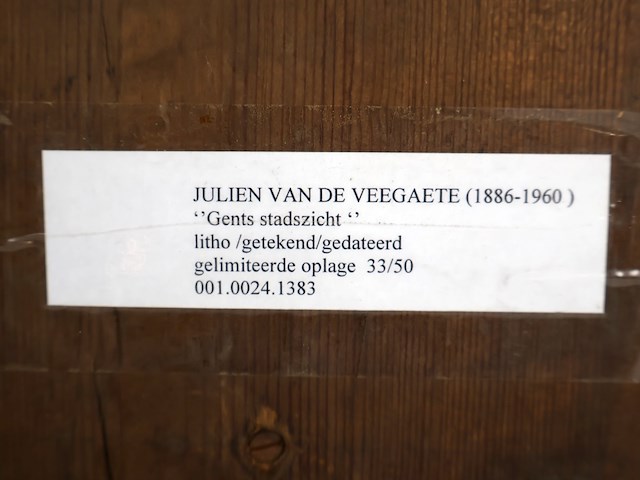 JULIEN VAN DE VEEGAETE (1886-1960 )
‘’Gents stadszicht ‘’
litho /getekend/gedateerd
gelimiteerde oplage 33/50
001.0024.1383